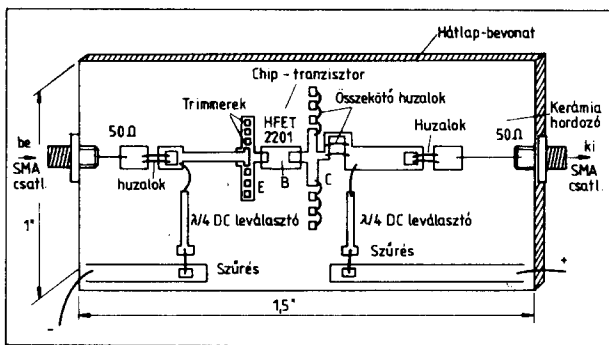 Hátlap-bevonat
Chip-tranzisztor
Trimmerek
HFET
2201
Összekötő huzalok
Kerámia
hordozó
50Ω
be
SMA
csatl.
huzalok
E
B
C
Huzalok
50Ω
ki
SMA
csatl.
1"
λ/4 DC leválasztó
λ/4 DC leválasztó
Szűrés
Szűrés
-
+
1,5"